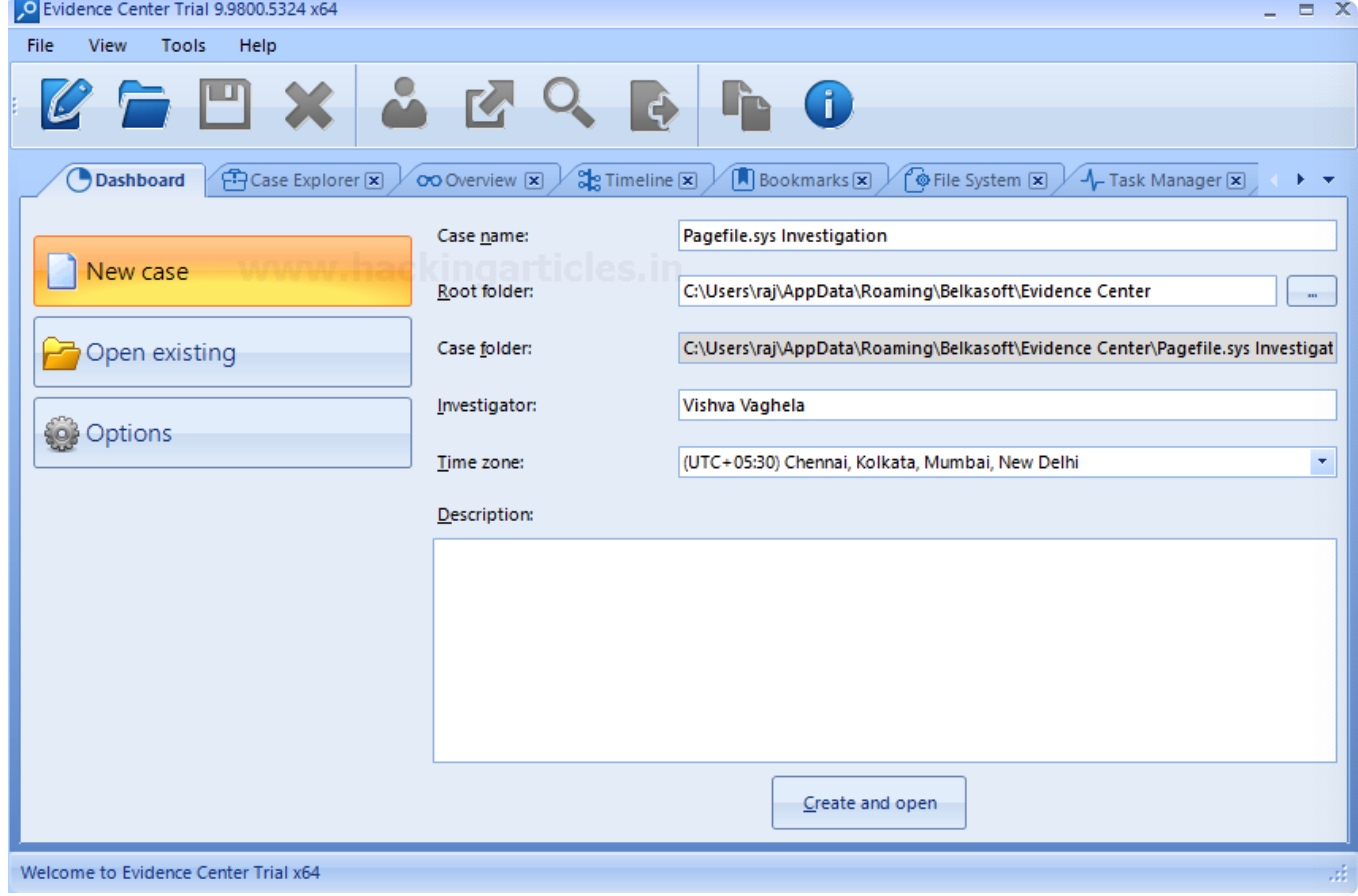 Evidence Center Trial 9.9800.5324 x64
File View Tools Help
Dashboard Case Explorer Overview Timeline Bookmarks File System Task Manager
New case
Open existing
Options
www.hackingarticles.in
Case name: Pagefile.sys Investigation
Root folder: C:\Users\raj\AppData\Roaming\Belkasoft\Evidence Center ...
Case folder: C:\Users\raj\AppData\Roaming\Belkasoft\Evidence Center\Pagefile.sys Investigat
Investigator: Vishva Vaghela
Time zone: (UTC+05:30) Chennai, Kolkata, Mumbai, New Delhi
Description:
Create and open
Welcome to Evidence Center Trial x64